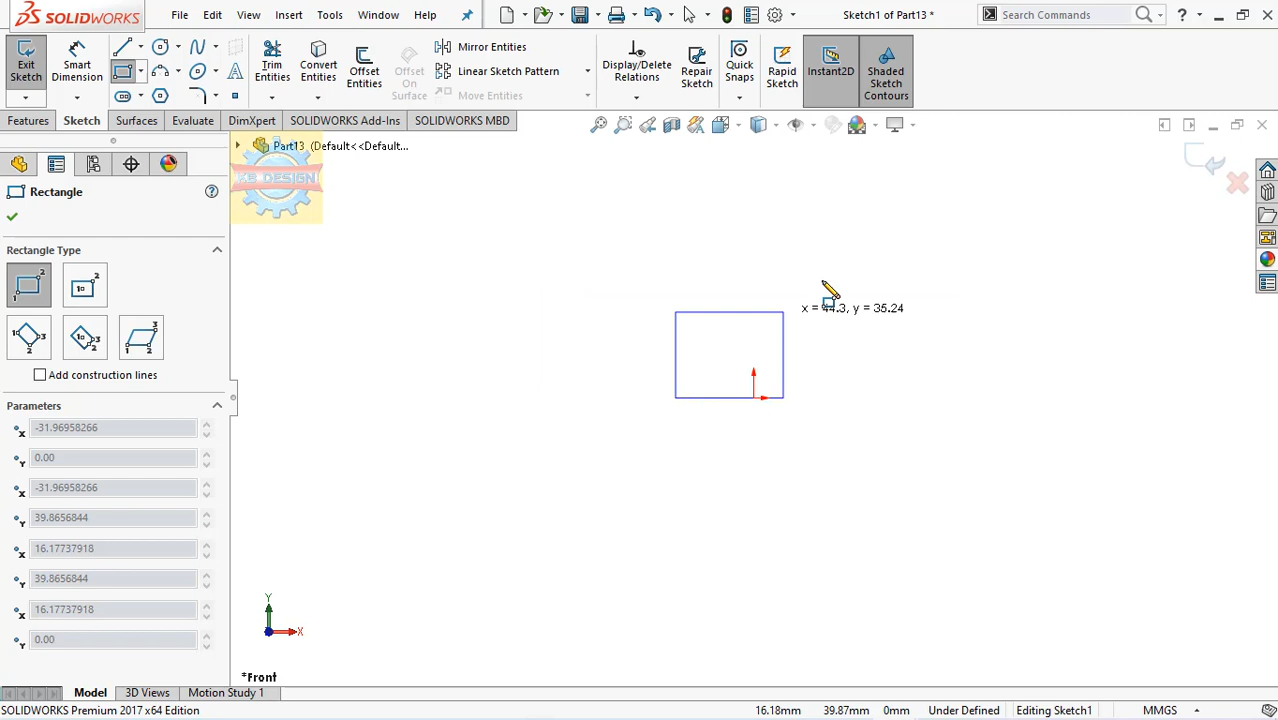 SOLIDWORKS
File
Edit
View
Insert
Tools
Window
Help
Sketch1 of Part13 *
Search Commands
?
Exit Sketch
Smart Dimension
Trim Entities
Convert Entities
Offset Entities
Offset On Surface
Mirror Entities
Linear Sketch Pattern
Move Entities
Display/Delete Relations
Repair Sketch
Quick Snaps
Rapid Sketch
Instant2D
Shaded Sketch Contours
Features
Sketch
Surfaces
Evaluate
DimXpert
SOLIDWORKS Add-Ins
SOLIDWORKS MBD
Part13 (Default<<Default...
KB DESIGN
Rectangle
Rectangle Type
Add construction lines
Parameters
-31.96958266
0.00
-31.96958266
39.8656844
16.17737918
39.8656844
16.17737918
0.00
x = 44.3, y = 35.24
Y
X
*Front
Model
3D Views
Motion Study 1
SOLIDWORKS Premium 2017 x64 Edition
16.18mm
39.87mm
0mm
Under Defined
Editing Sketch1
MMGS